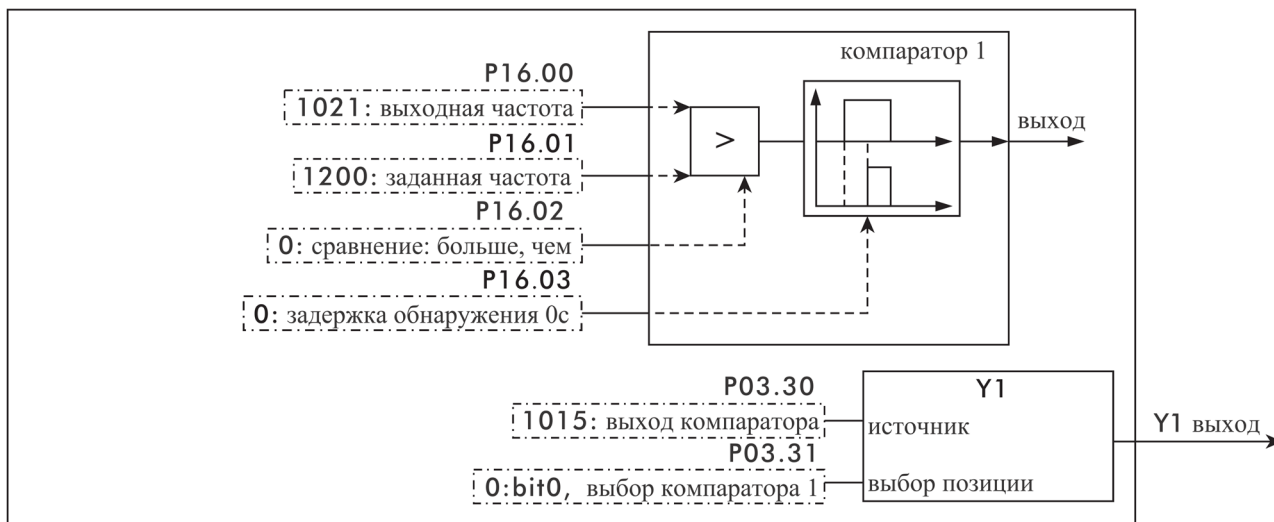 компаратор 1
P16.00
1021: выходная частота
P16.01
1200: заданная частота
>
выход
P16.02
0: сравнение: больше, чем
P16.03
0: задержка обнаружения 0с
P03.30
1015: выход компаратора
Y1
источник
Y1 выход
P03.31
0:bit0, выбор компаратора 1
выбор позиции